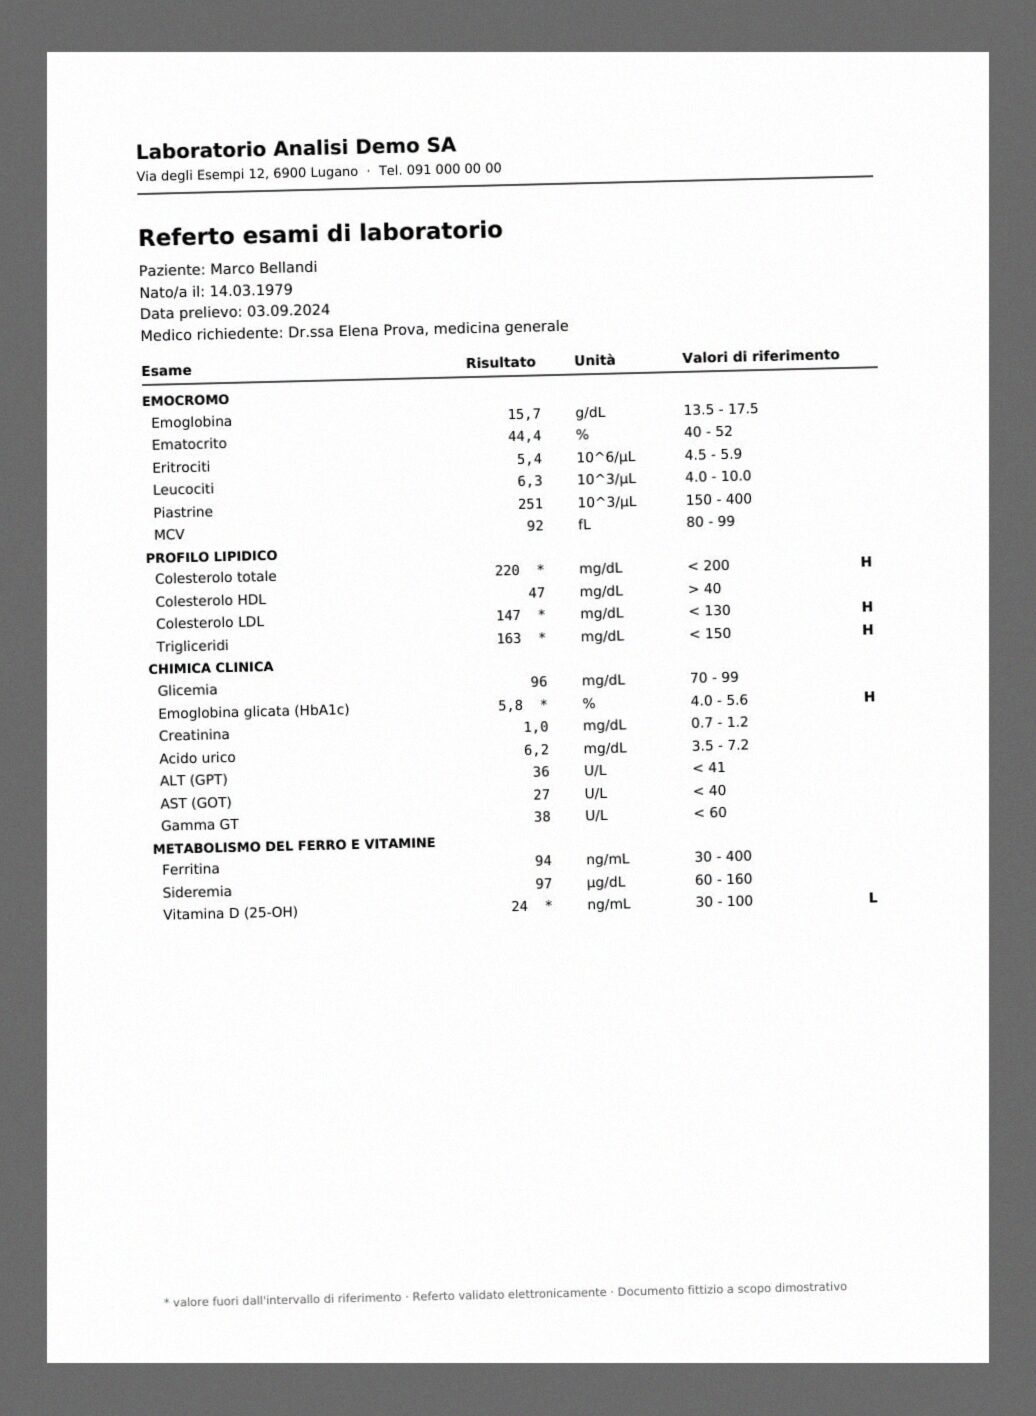 Laboratorio Analisi Demo SA
Via degli Esempi 12, 6900 Lugano · Tel. 091 000 00 00
Referto esami di laboratorio
Paziente: Marco Bellandi
Nato/a il: 14.03.1979
Data prelievo: 03.09.2024
Medico richiedente: Dr.ssa Elena Prova, medicina generale
Esame Risultato Unità Valori di riferimento
EMOCROMO
Emoglobina 15,7 g/dL 13.5 - 17.5
Ematocrito 44,4 % 40 - 52
Eritrociti 5,4 10^6/µL 4.5 - 5.9
Leucociti 6,3 10^3/µL 4.0 - 10.0
Piastrine 251 10^3/µL 150 - 400
MCV 92 fL 80 - 99
PROFILO LIPIDICO
Colesterolo totale 220 * mg/dL < 200 H
Colesterolo HDL 47 mg/dL > 40
Colesterolo LDL 147 * mg/dL < 130 H
Trigliceridi 163 * mg/dL < 150 H
CHIMICA CLINICA
Glicemia 96 mg/dL 70 - 99
Emoglobina glicata (HbA1c) 5,8 * % 4.0 - 5.6 H
Creatinina 1,0 mg/dL 0.7 - 1.2
Acido urico 6,2 mg/dL 3.5 - 7.2
ALT (GPT) 36 U/L < 41
AST (GOT) 27 U/L < 40
Gamma GT 38 U/L < 60
METABOLISMO DEL FERRO E VITAMINE
Ferritina 94 ng/mL 30 - 400
Sideremia 97 µg/dL 60 - 160
Vitamina D (25-OH) 24 * ng/mL 30 - 100 L
* valore fuori dall'intervallo di riferimento · Referto validato elettronicamente · Documento fittizio a scopo dimostrativo